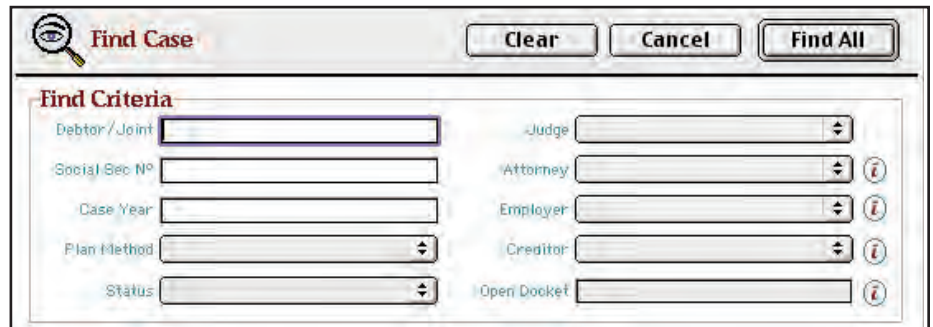 Find Case Clear Cancel Find All
Find Criteria
Debtor/Joint Judge
Social Sec Nº Attorney i
Case Year Employer i
Plan Method Creditor i
Status Open Docket i